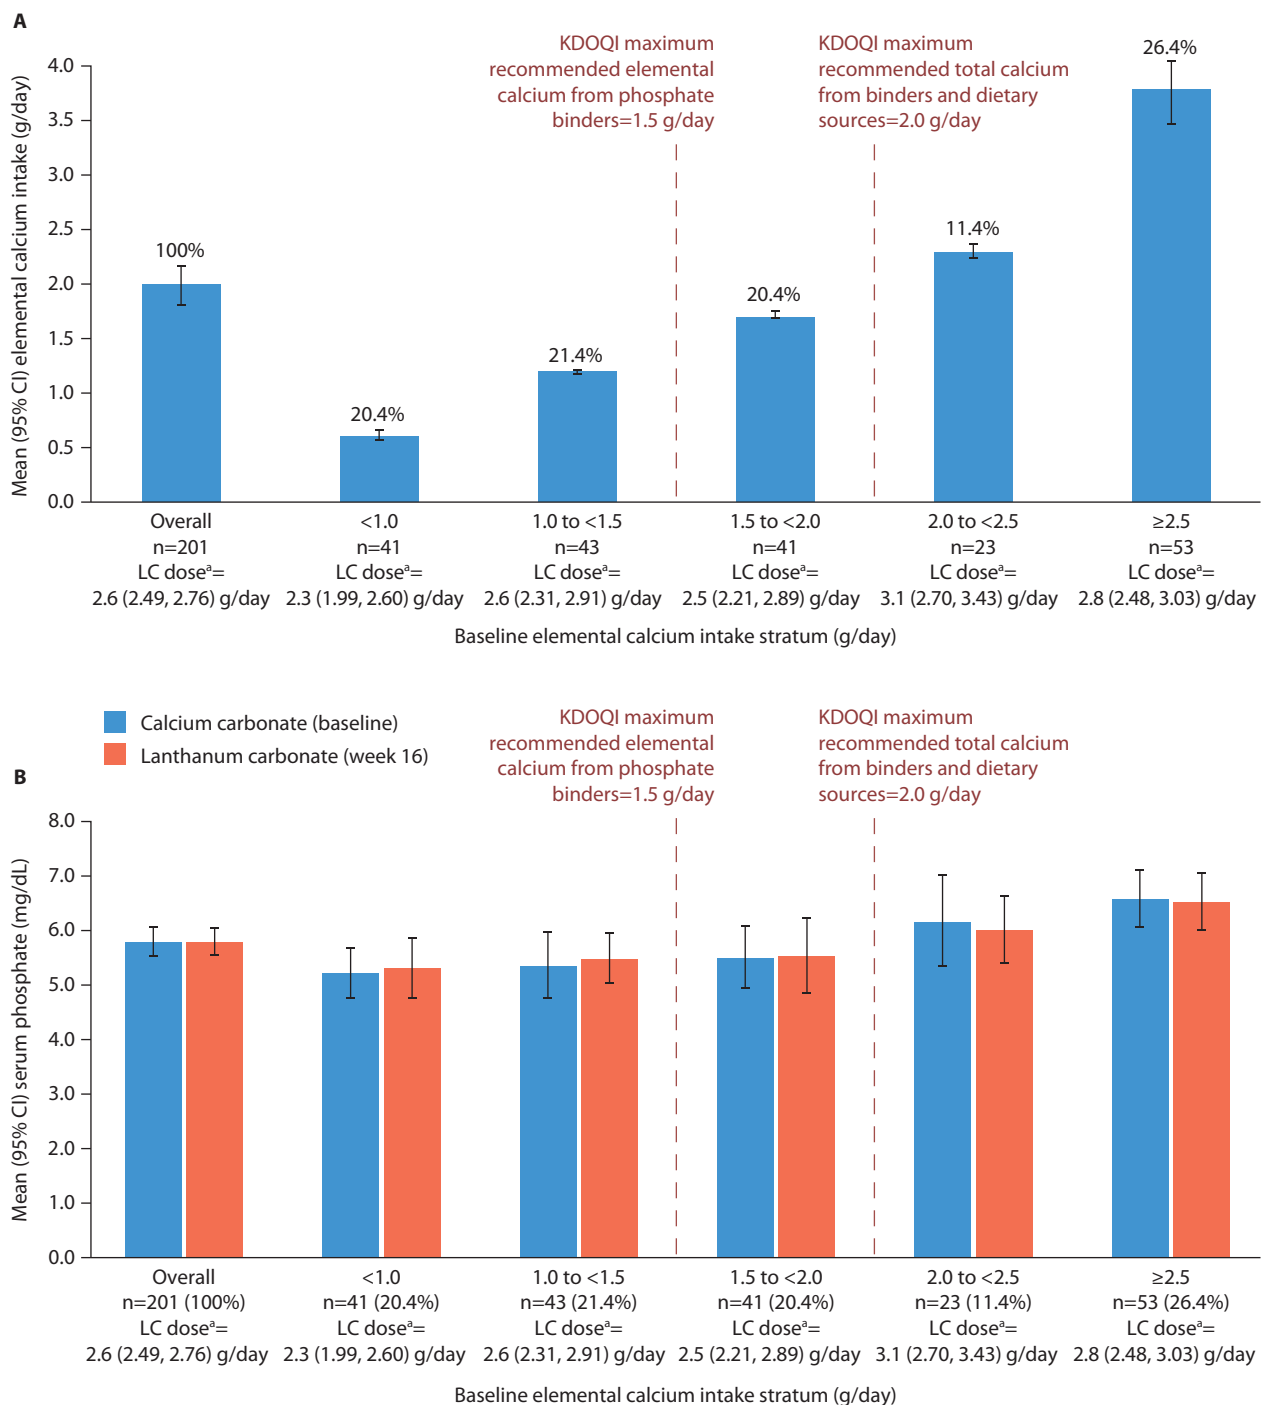 A
KDOQI maximum
recommended elemental
calcium from phosphate
binders=1.5 g/day
KDOQI maximum
recommended total calcium
from binders and dietary
sources=2.0 g/day
Mean (95% CI) elemental calcium intake (g/day)
4.0
3.5
3.0
2.5
2.0
1.5
1.0
0.5
0.0
100%
20.4%
21.4%
20.4%
11.4%
26.4%
Overall
n=201
LC doseᵃ=
2.6 (2.49, 2.76) g/day
<1.0
n=41
LC doseᵃ=
2.3 (1.99, 2.60) g/day
1.0 to <1.5
n=43
LC doseᵃ=
2.6 (2.31, 2.91) g/day
1.5 to <2.0
n=41
LC doseᵃ=
2.5 (2.21, 2.89) g/day
2.0 to <2.5
n=23
LC doseᵃ=
3.1 (2.70, 3.43) g/day
≥2.5
n=53
LC doseᵃ=
2.8 (2.48, 3.03) g/day
Baseline elemental calcium intake stratum (g/day)
Calcium carbonate (baseline)
Lanthanum carbonate (week 16)
B
KDOQI maximum
recommended elemental
calcium from phosphate
binders=1.5 g/day
KDOQI maximum
recommended total calcium
from binders and dietary
sources=2.0 g/day
Mean (95% CI) serum phosphate (mg/dL)
8.0
7.0
6.0
5.0
4.0
3.0
2.0
1.0
0.0
Overall
n=201 (100%)
LC doseᵃ=
2.6 (2.49, 2.76) g/day
<1.0
n=41 (20.4%)
LC doseᵃ=
2.3 (1.99, 2.60) g/day
1.0 to <1.5
n=43 (21.4%)
LC doseᵃ=
2.6 (2.31, 2.91) g/day
1.5 to <2.0
n=41 (20.4%)
LC doseᵃ=
2.5 (2.21, 2.89) g/day
2.0 to <2.5
n=23 (11.4%)
LC doseᵃ=
3.1 (2.70, 3.43) g/day
≥2.5
n=53 (26.4%)
LC doseᵃ=
2.8 (2.48, 3.03) g/day
Baseline elemental calcium intake stratum (g/day)